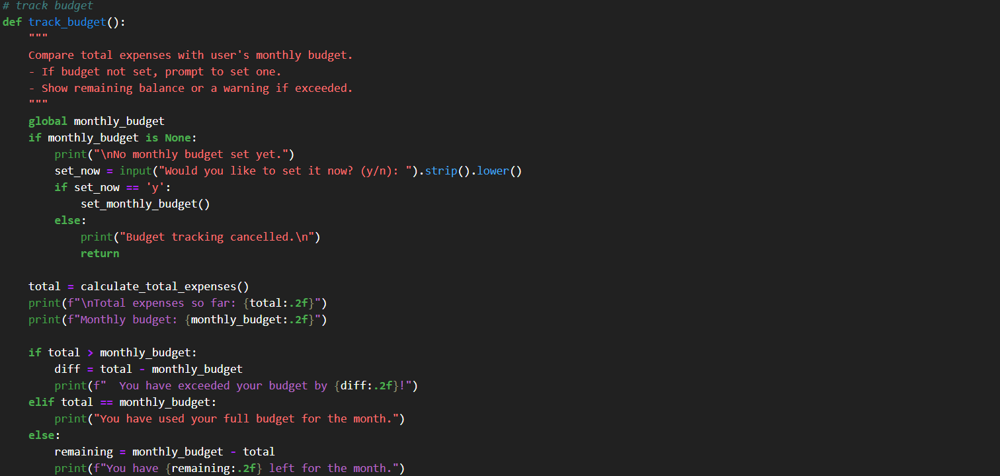 # track budget
def track_budget():
    """
    Compare total expenses with user's monthly budget.
    - If budget not set, prompt to set one.
    - Show remaining balance or a warning if exceeded.
    """
    global monthly_budget
    if monthly_budget is None:
        print("\nNo monthly budget set yet.")
        set_now = input("Would you like to set it now? (y/n): ").strip().lower()
        if set_now == 'y':
            set_monthly_budget()
        else:
            print("Budget tracking cancelled.\n")
            return

    total = calculate_total_expenses()
    print(f"\nTotal expenses so far: {total:.2f}")
    print(f"Monthly budget: {monthly_budget:.2f}")

    if total > monthly_budget:
        diff = total - monthly_budget
        print(f"  You have exceeded your budget by {diff:.2f}!")
    elif total == monthly_budget:
        print("You have used your full budget for the month.")
    else:
        remaining = monthly_budget - total
        print(f"You have {remaining:.2f} left for the month.")